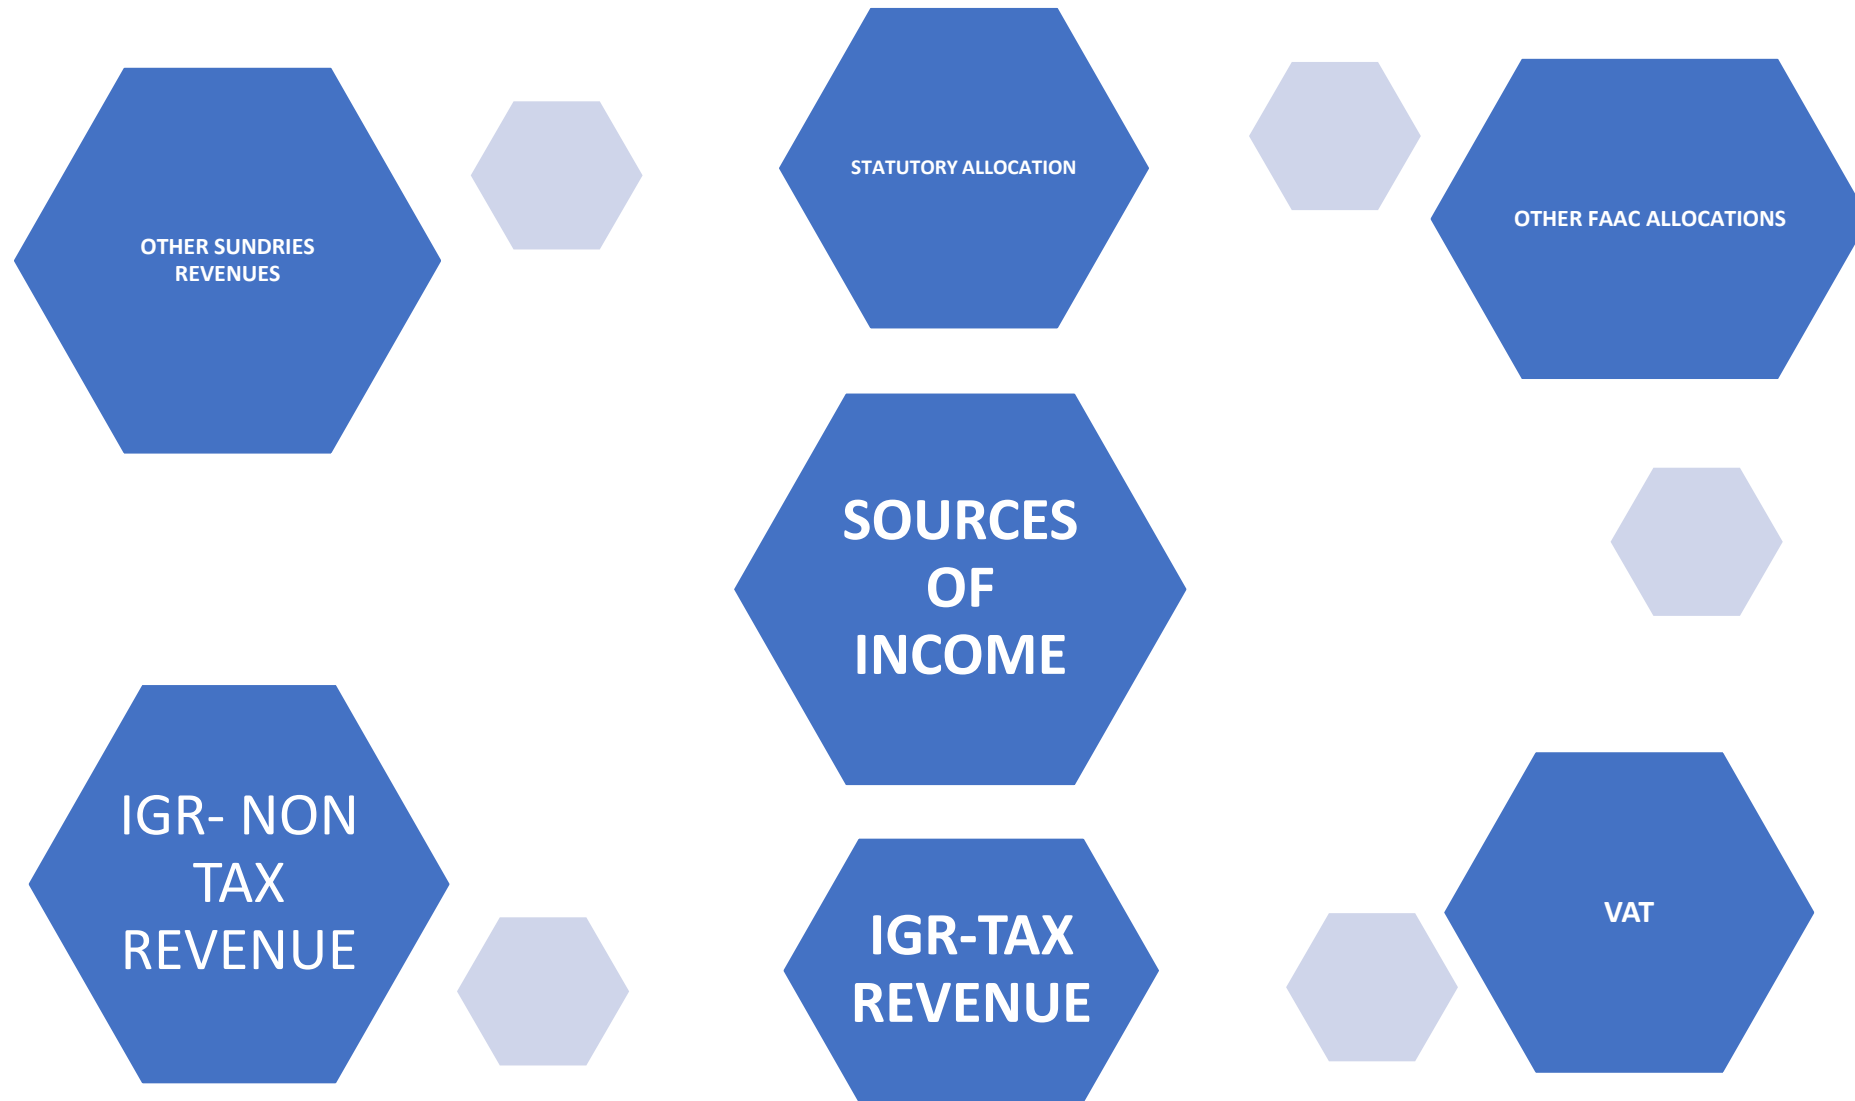 OTHER SUNDRIES
REVENUES
STATUTORY ALLOCATION
OTHER FAAC ALLOCATIONS
SOURCES
OF
INCOME
IGR- NON
TAX
REVENUE
IGR-TAX
REVENUE
VAT